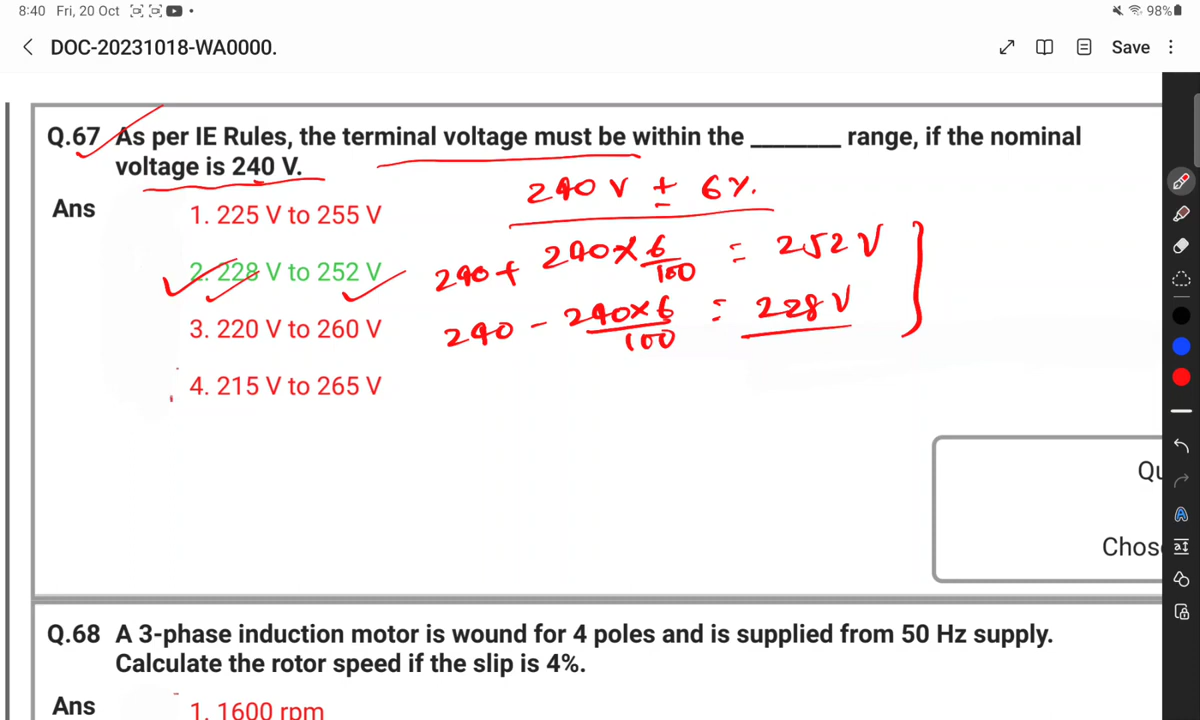 8:40 Fri, 20 Oct
98%
DOC-20231018-WA0000.
Save
Q.67 As per IE Rules, the terminal voltage must be within the ________ range, if the nominal
voltage is 240 V.
240 V ± 6%.
Ans
1. 225 V to 255 V
240 + 240×6/100 = 252 V
2. 228 V to 252 V
240 - 240×6/100 = 228 V
3. 220 V to 260 V
4. 215 V to 265 V
Qu
Chos
Q.68 A 3-phase induction motor is wound for 4 poles and is supplied from 50 Hz supply.
Calculate the rotor speed if the slip is 4%.
Ans
1. 1600 rpm